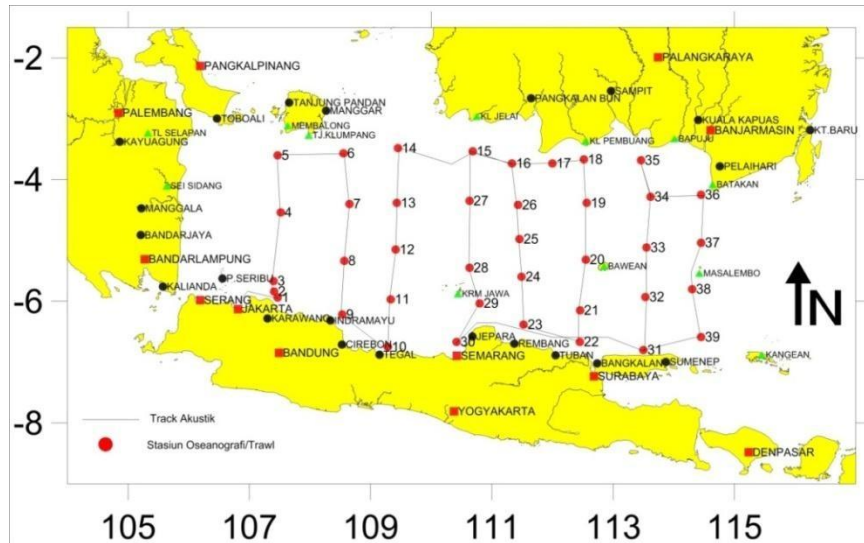 -2
PALANGKARAYA
PANGKALPINANG
SAMPIT
PANGKALAN BUN
TANJUNG PANDAN
MANGGAR
PALEMBANG
TOBOALI
KL JELAI
KUALA KAPUAS
MEMBALONG
BANJARMASIN
KT.BARU
TL SELAPAN
TJ.KLUMPANG
KAYUAGUNG
KL PEMBUANG
BAPUJU
14
15
5
6
16
17
18
35
PELAIHARI
-4
SEI SIDANG
BATAKAN
34
36
MANGGALA
4
7
13
27
26
19
BANDARJAYA
25
12
33
37
BANDARLAMPUNG
8
28
20
BAWEAN
P.SERIBU
3
24
MASALEMBO
KALIANDA
2
KRM JAWA
38
-6
SERANG
1
11
29
32
N
JAKARTA
9
21
KARAWANG
INDRAMAYU
23
CIREBON
10
30
JEPARA
22
39
BANDUNG
TEGAL
SEMARANG
REMBANG
TUBAN
31
BANGKALAN
SUMENEP
KANGEAN
SURABAYA
YOGYAKARTA
-8
Track Akustik
Stasiun Oseanografi/Trawl
DENPASAR
105 107 109 111 113 115